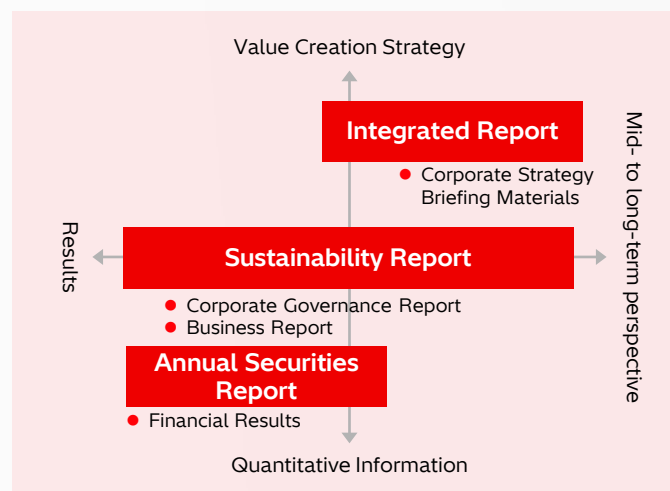 Value Creation Strategy
Integrated Report
● Corporate Strategy
Briefing Materials
Mid- to long-term perspective
Results
Sustainability Report
● Corporate Governance Report
● Business Report
Annual Securities
Report
● Financial Results
Quantitative Information